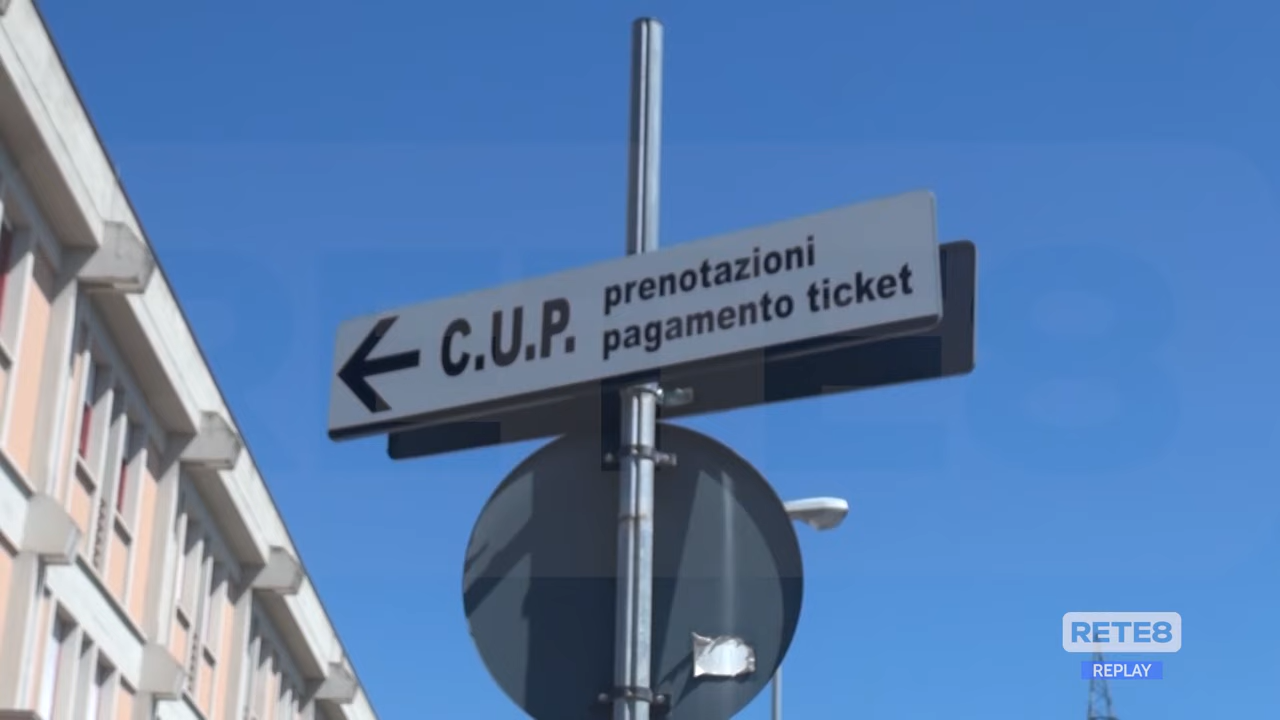 C.U.P.
prenotazioni
pagamento ticket
RETE8
REPLAY